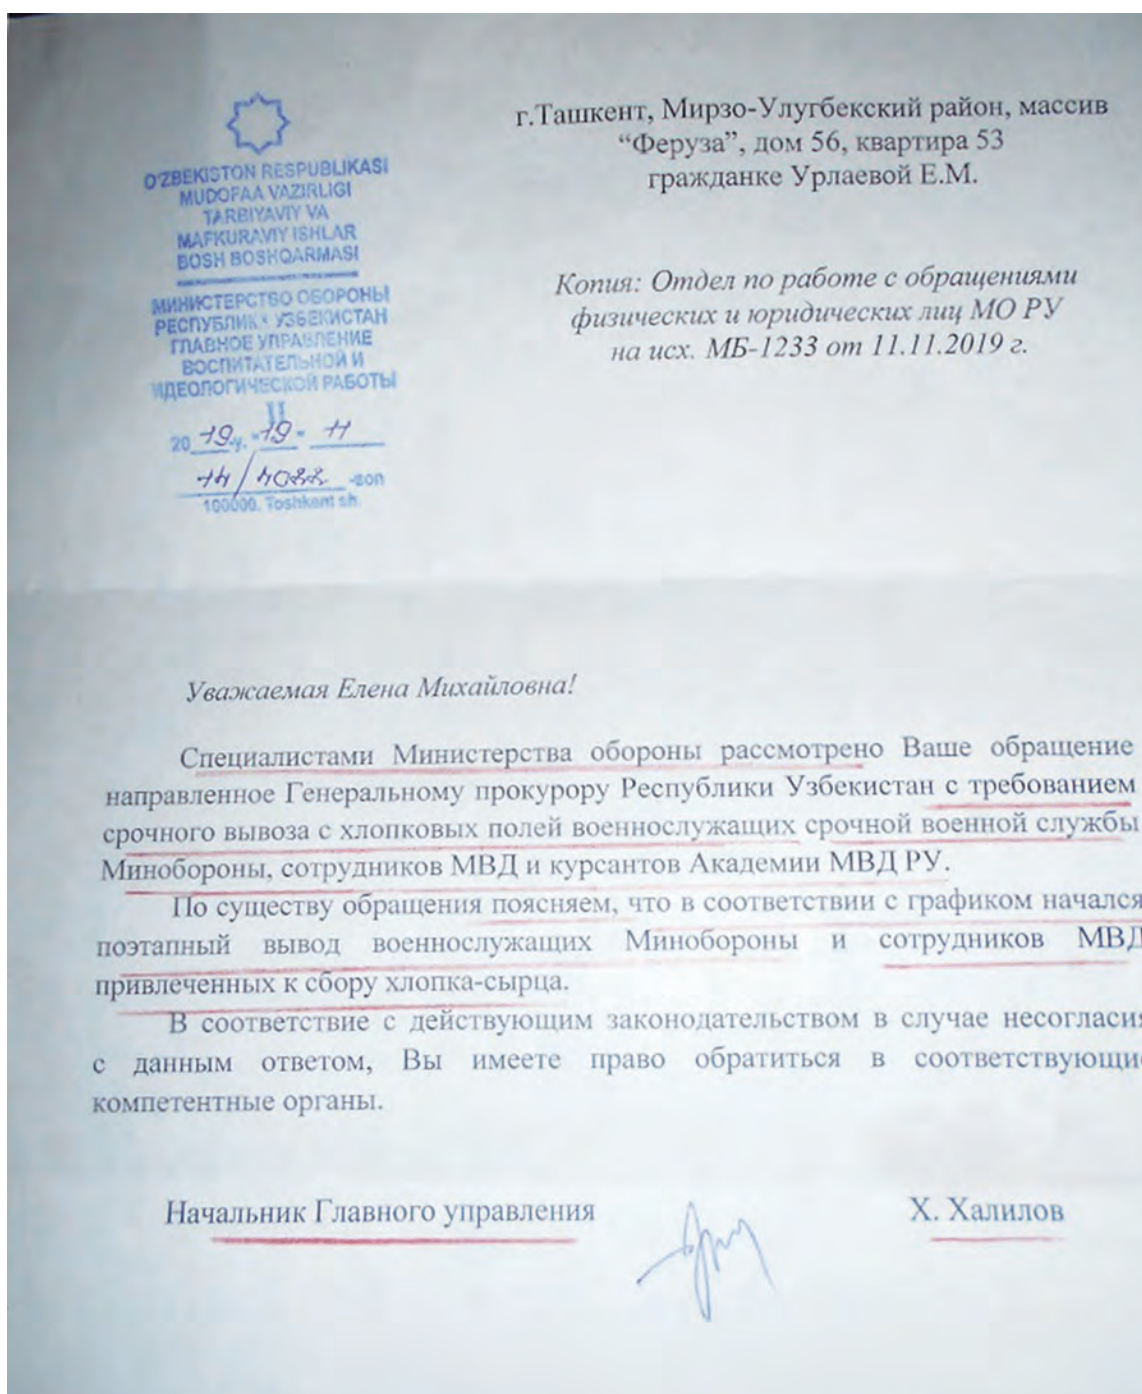 O'ZBEKISTON RESPUBLIKASI
MUDOFAA VAZIRLIGI
TARBIYAVIY VA
MAFKURAVIY ISHLAR
BOSH BOSHQARMASI
МИНИСТЕРСТВО ОБОРОНЫ
РЕСПУБЛИКИ УЗБЕКИСТАН
ГЛАВНОЕ УПРАВЛЕНИЕ
ВОСПИТАТЕЛЬНОЙ И
ИДЕОЛОГИЧЕСКОЙ РАБОТЫ
2019 y. "19" 11
14/4022 -son
100000. Toshkent sh.
г.Ташкент, Мирзо-Улугбекский район, массив
“Феруза”, дом 56, квартира 53
гражданке Урлаевой Е.М.
Копия: Отдел по работе с обращениями
физических и юридических лиц МО РУ
на исх. МБ-1233 от 11.11.2019 г.
Уважаемая Елена Михайловна!
Специалистами Министерства обороны рассмотрено Ваше обращение
направленное Генеральному прокурору Республики Узбекистан с требованием
срочного вывоза с хлопковых полей военнослужащих срочной военной службы
Минобороны, сотрудников МВД и курсантов Академии МВД РУ.
По существу обращения поясняем, что в соответствии с графиком начался
поэтапный вывод военнослужащих Минобороны и сотрудников МВД
привлеченных к сбору хлопка-сырца.
В соответствие с действующим законодательством в случае несогласия
с данным ответом, Вы имеете право обратиться в соответствующие
компетентные органы.
Начальник Главного управления
Х. Халилов